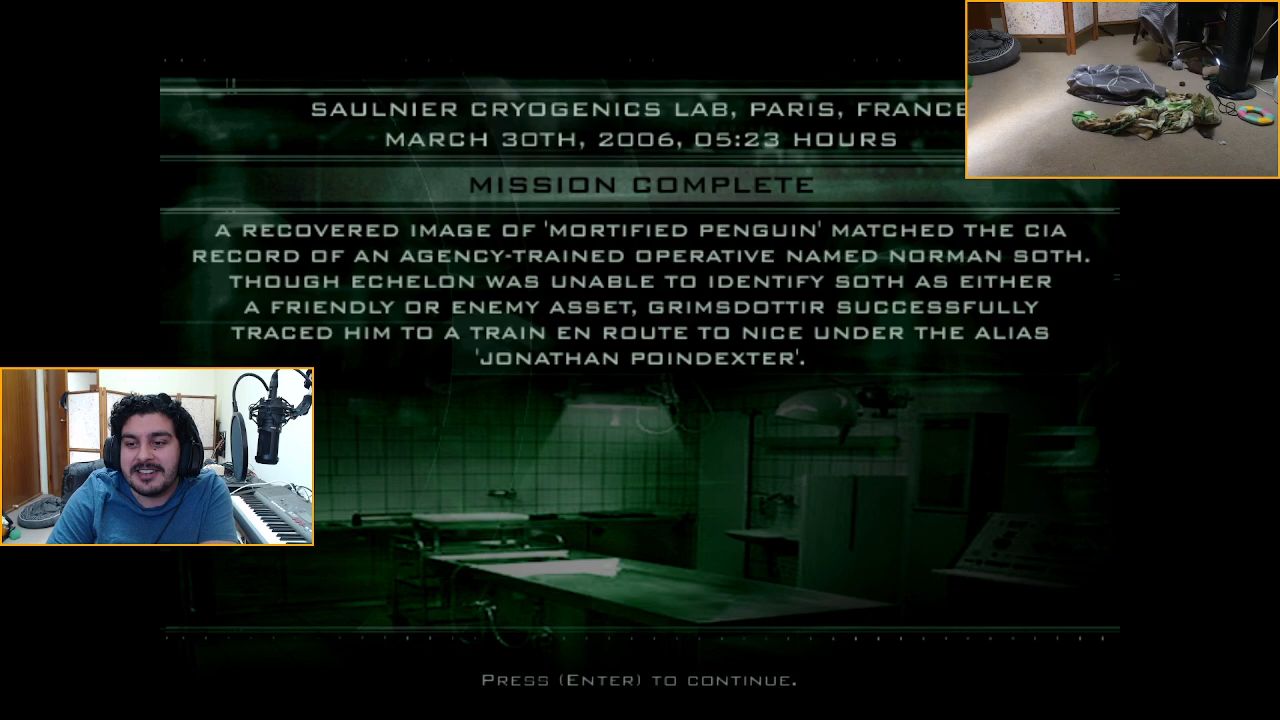 SAULNIER CRYOGENICS LAB, PARIS, FRANCE
MARCH 30TH, 2006, 05:23 HOURS
MISSION COMPLETE
A RECOVERED IMAGE OF 'MORTIFIED PENGUIN' MATCHED THE CIA
RECORD OF AN AGENCY-TRAINED OPERATIVE NAMED NORMAN SOTH.
THOUGH ECHELON WAS UNABLE TO IDENTIFY SOTH AS EITHER
A FRIENDLY OR ENEMY ASSET, GRIMSDOTTIR SUCCESSFULLY
TRACED HIM TO A TRAIN EN ROUTE TO NICE UNDER THE ALIAS
'JONATHAN POINDEXTER'.
PRESS (ENTER) TO CONTINUE.